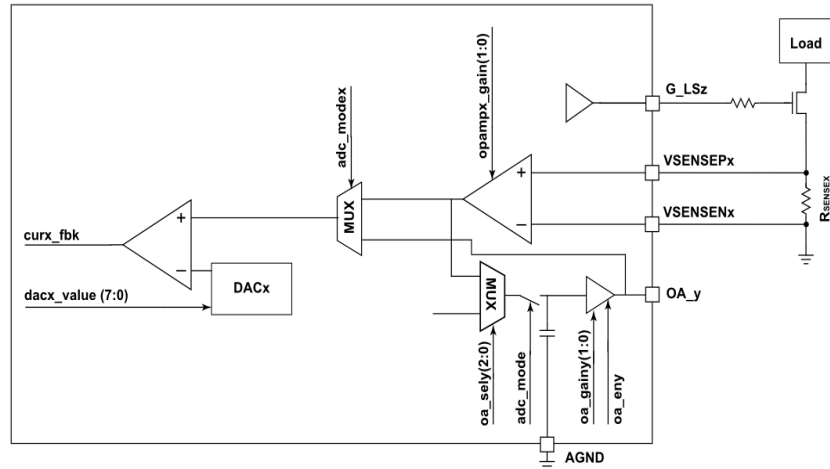 Load
G_LSz
opampx_gain(1:0)
adc_modex
VSENSEPx
+
RSENSEX
MUX
+
VSENSENx
−
curx_fbk
−
DACx
dacx_value (7:0)
MUX
OA_y
oa_sely(2:0)
adc_mode
oa_gainy(1:0)
oa_eny
AGND